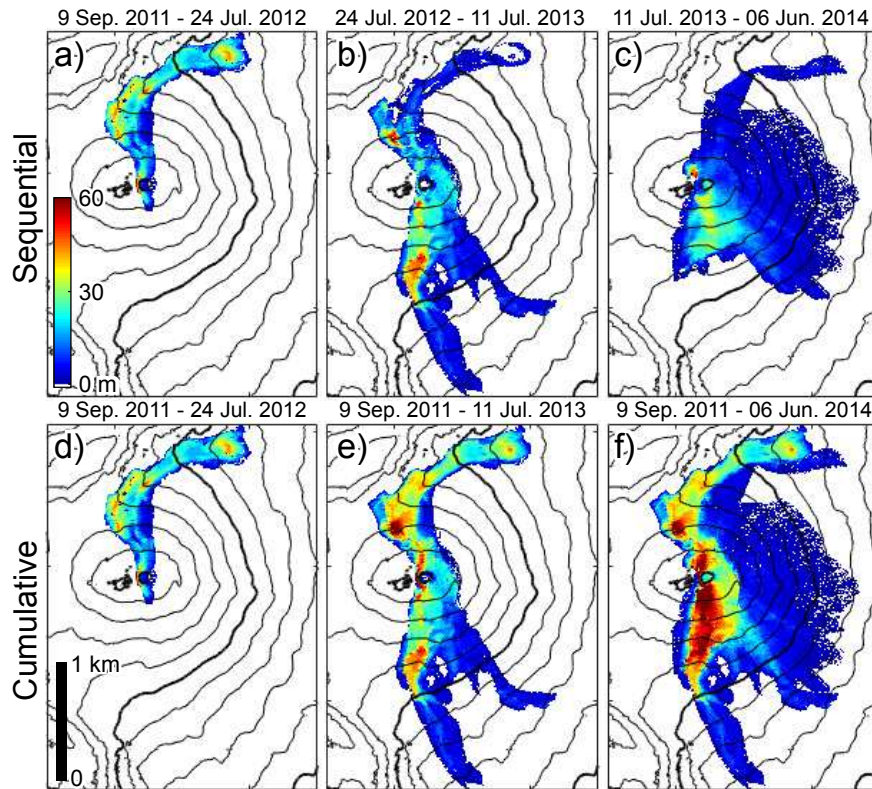 9 Sep. 2011 - 24 Jul. 2012
24 Jul. 2012 - 11 Jul. 2013
11 Jul. 2013 - 06 Jun. 2014
a)
b)
c)
Sequential
60
30
0 m
9 Sep. 2011 - 24 Jul. 2012
9 Sep. 2011 - 11 Jul. 2013
9 Sep. 2011 - 06 Jun. 2014
d)
e)
f)
Cumulative
1 km
0